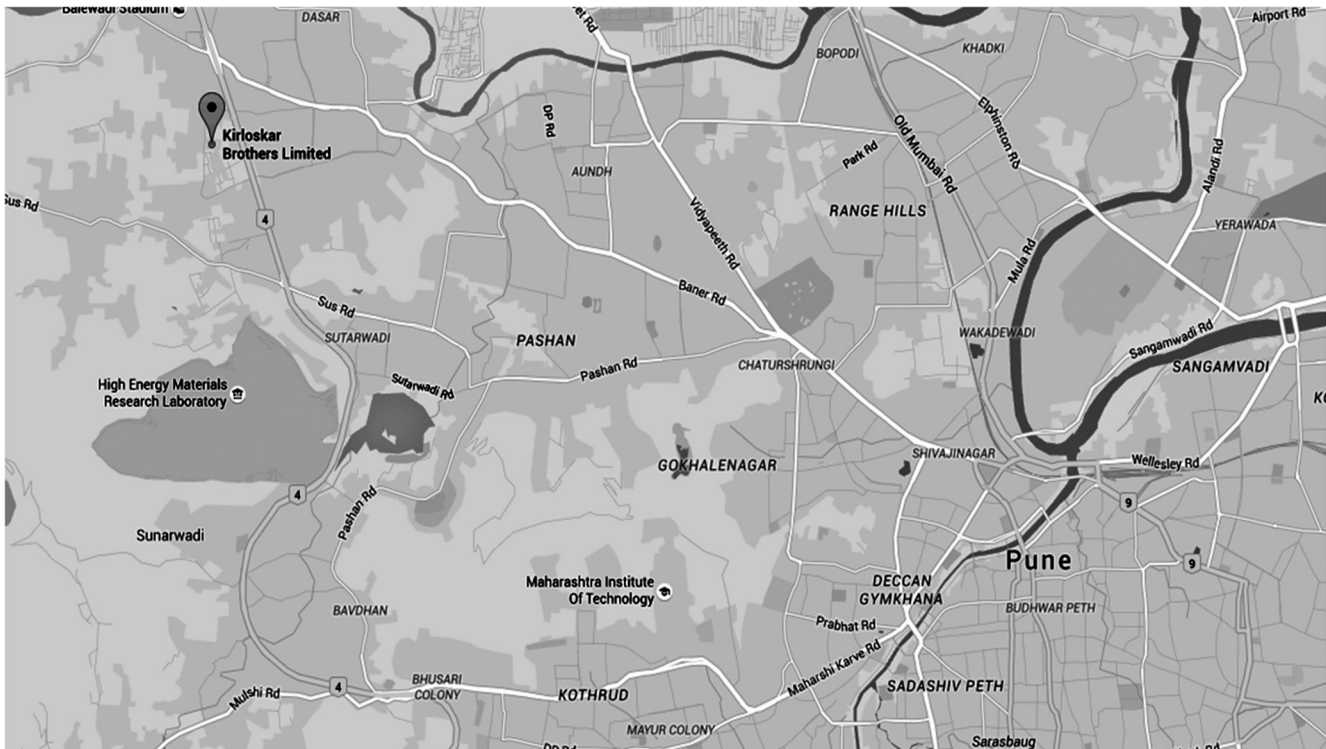 Balewadi Stadium
DASAR
Airport Rd
BOPODI
KHADKI
Kirloskar
Brothers Limited
DP Rd
Old Mumbai Rd
Elphinston Rd
Alandi Rd
Park Rd
AUNDH
Sus Rd
4
Vidyapeeth Rd
RANGE HILLS
YERAWADA
Mula Rd
Baner Rd
Sus Rd
SUTARWADI
PASHAN
WAKADEWADI
Sangamwadi Rd
Pashan Rd
CHATURSHRUNGI
SANGAMVADI
High Energy Materials
Research Laboratory
Sutarwadi Rd
GOKHALENAGAR
SHIVAJINAGAR
Wellesley Rd
4
Pashan Rd
9
Sunarwadi
Pune
9
Maharashtra Institute
Of Technology
DECCAN
GYMKHANA
BAVDHAN
BUDHWAR PETH
Prabhat Rd
Maharshi Karve Rd
BHUSARI
COLONY
4
Mulshi Rd
KOTHRUD
SADASHIV PETH
MAYUR COLONY
Sarasbaug
DP Rd